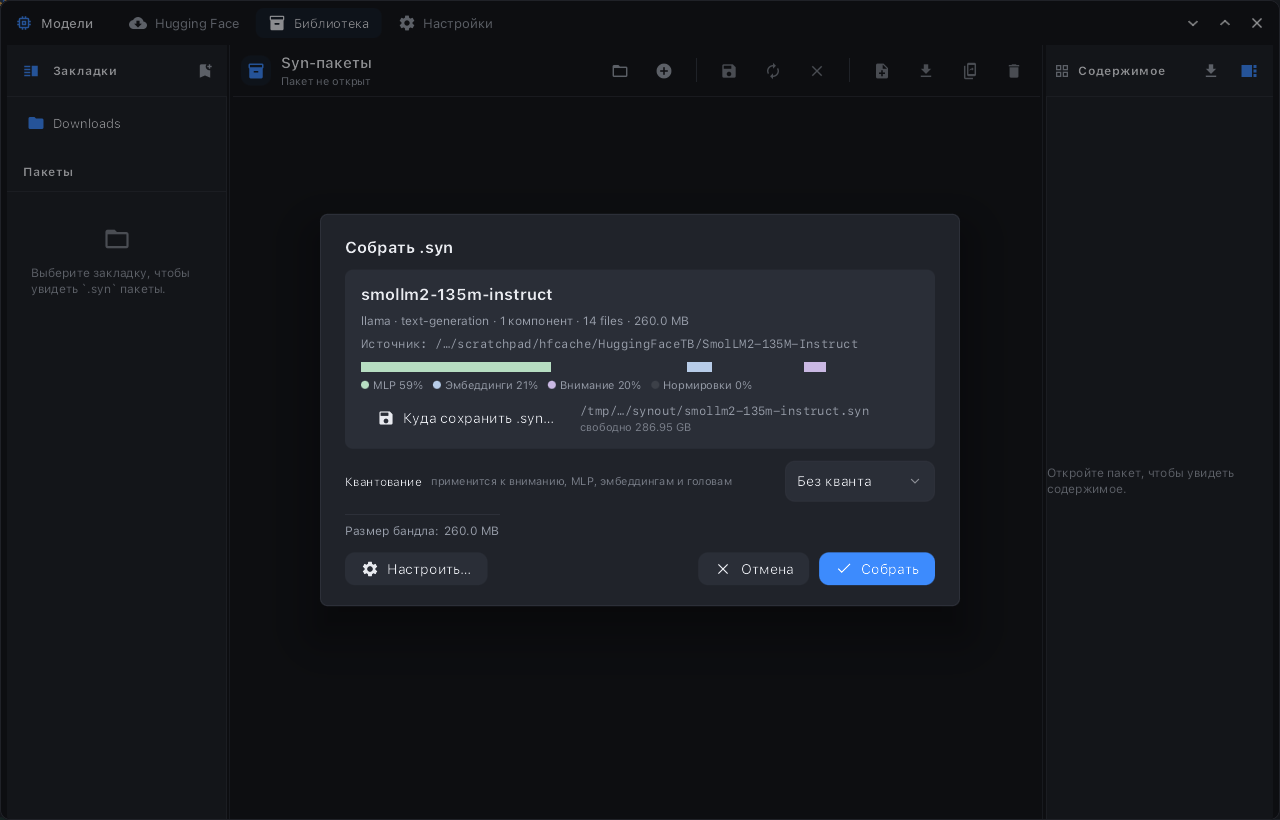 Модели
Hugging Face
Библиотека
Настройки
Закладки
Syn-пакеты
Пакет не открыт
Содержимое
Downloads
Пакеты
Выберите закладку, чтобы
увидеть `.syn` пакеты.
Собрать .syn
smollm2-135m-instruct
llama · text-generation · 1 компонент · 14 files · 260.0 MB
Источник: /…/scratchpad/hfcache/HuggingFaceTB/SmolLM2-135M-Instruct
MLP 59% Эмбеддинги 21% Внимание 20% Нормировки 0%
Куда сохранить .syn…
/tmp/…/synout/smollm2-135m-instruct.syn
свободно 286.95 GB
Квантование применится к вниманию, MLP, эмбеддингам и головам
Без кванта
Размер бандла: 260.0 MB
Настроить…
Отмена
Собрать
Откройте пакет, чтобы увидеть
содержимое.